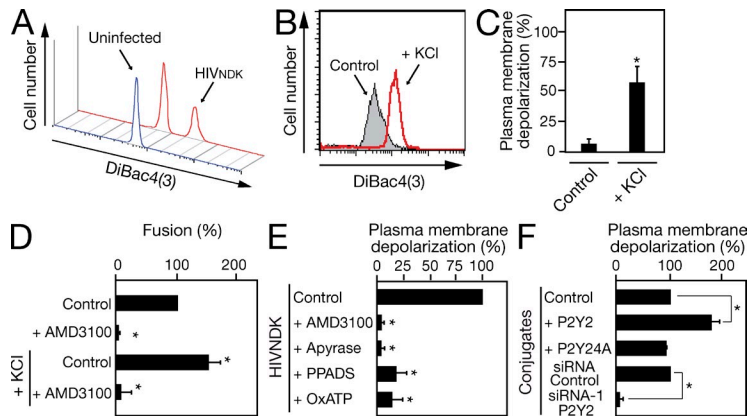 A
Cell number
Uninfected
HIVNDK
DiBac4(3)
B
Cell number
Control
+ KCl
DiBac4(3)
C
Plasma membrane
depolarization (%)
100
75
50
25
0
*
Control
+ KCl
D
Fusion (%)
0 100 200
Control
+ AMD3100 *
+ KCl
Control *
+ AMD3100 *
E
Plasma membrane
depolarization (%)
0 25 50 100
HIVNDK
Control
+ AMD3100 *
+ Apyrase *
+ PPADS *
+ OxATP *
F
Plasma membrane
depolarization (%)
0 100 200
Conjugates
Control
*
+ P2Y2
+ P2Y24A
siRNA
Control
*
siRNA-1
P2Y2